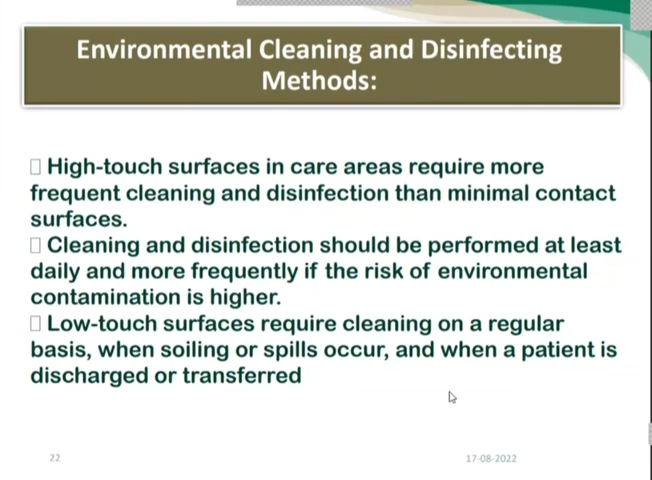 Environmental Cleaning and Disinfecting
Methods:
High-touch surfaces in care areas require more
frequent cleaning and disinfection than minimal contact
surfaces.
Cleaning and disinfection should be performed at least
daily and more frequently if the risk of environmental
contamination is higher.
Low-touch surfaces require cleaning on a regular
basis, when soiling or spills occur, and when a patient is
discharged or transferred
22
17-08-2022